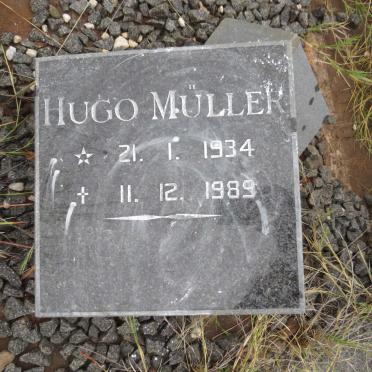 HUGO MÜLLER
☆ 21. 1. 1934
✝ 11. 12. 1989